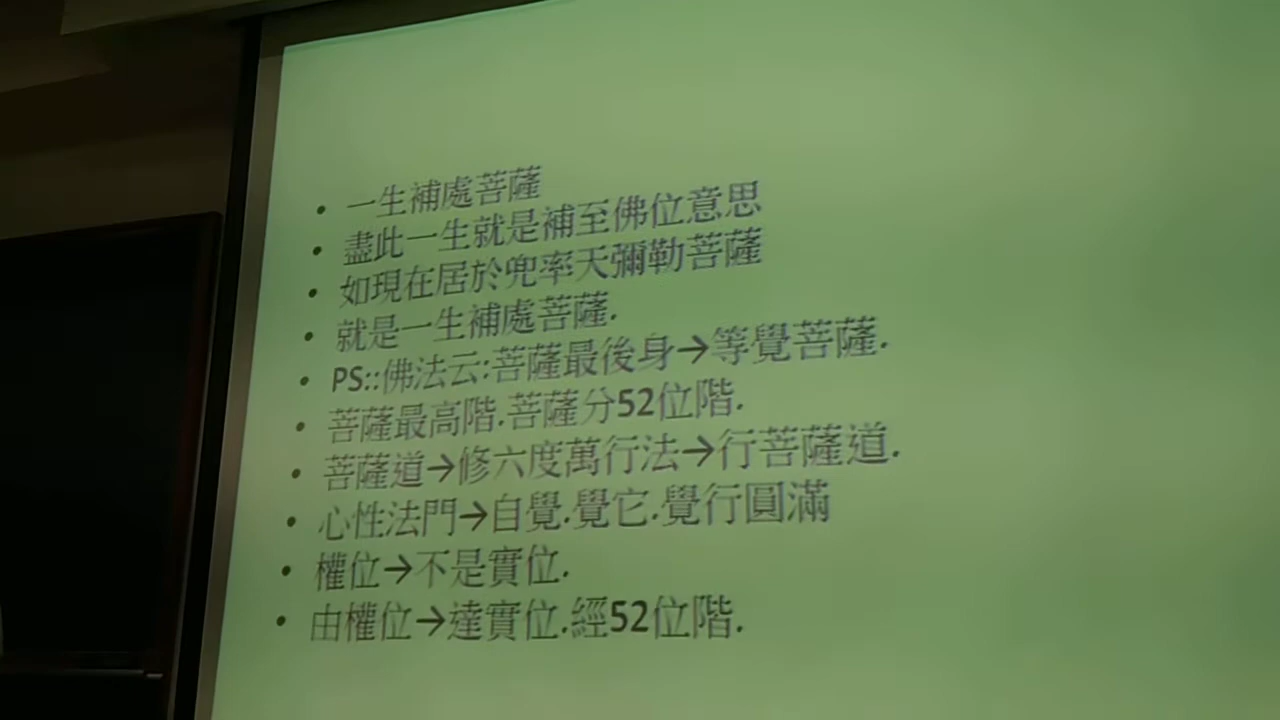 • 一生補處菩薩
• 盡此一生就是補至佛位意思
• 如現在居於兜率天彌勒菩薩
• 就是一生補處菩薩.
• PS::佛法云:菩薩最後身→等覺菩薩.
• 菩薩最高階.菩薩分52位階.
• 菩薩道→修六度萬行法→行菩薩道.
• 心性法門→自覺.覺它.覺行圓滿
• 權位→不是實位.
• 由權位→達實位.經52位階.